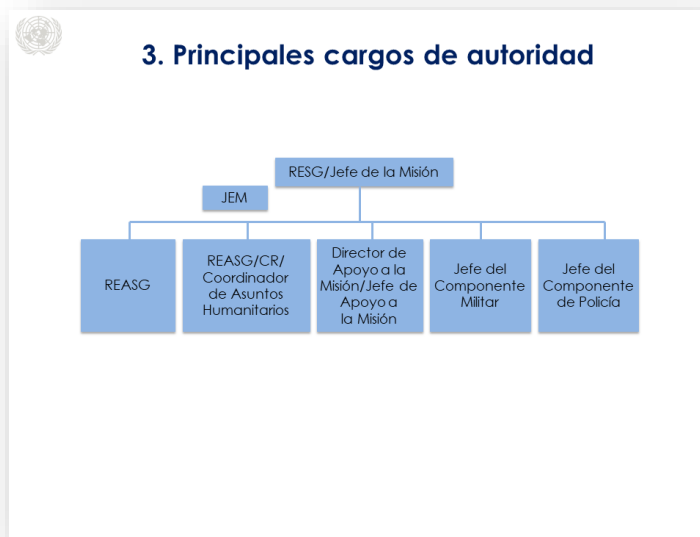 3. Principales cargos de autoridad
RESG/Jefe de la Misión
JEM
REASG
REASG/CR/
Coordinador
de Asuntos
Humanitarios
Director de
Apoyo a la
Misión/Jefe de
Apoyo a
la Misión
Jefe del
Componente
Militar
Jefe del
Componente
de Policía